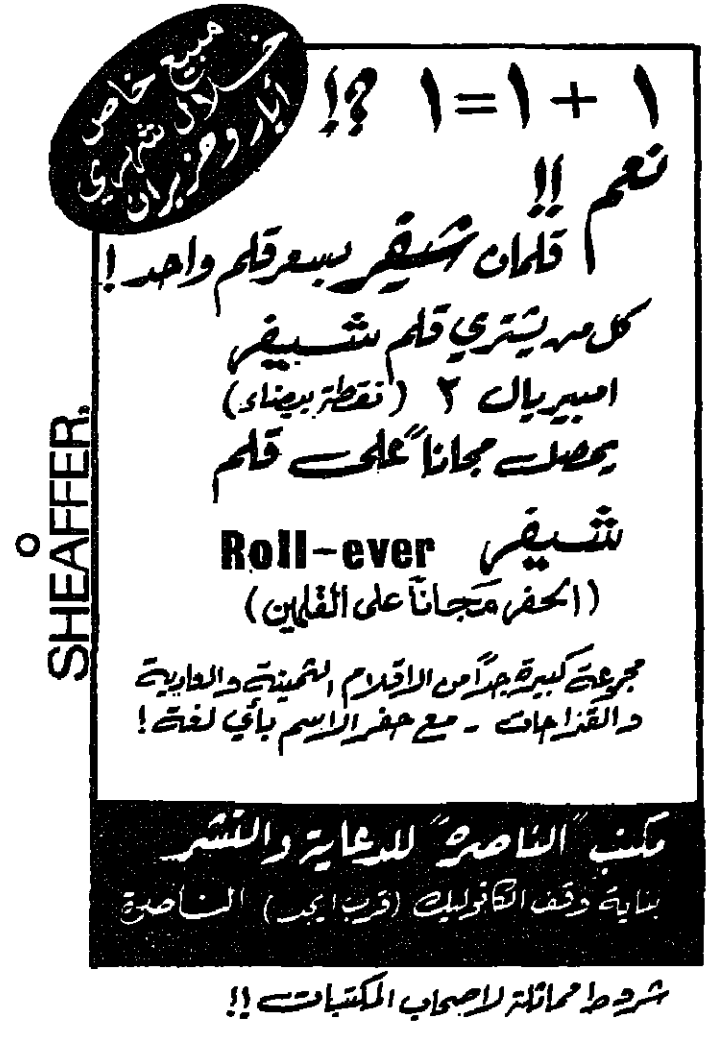 مبيع خاص
خلال شهري
أيار وحزيران
١ + ١ = ١ ؟!
نعم !!
قلمان شيفر بسعر قلم واحد !
كل من يشتري قلم شيفر
امبيريال ٢ (نقطة بيضاء)
يحصل مجاناً على قلم
شيفر Roll-ever
(الحفر مجاناً على القلمين)
مجموعة كبيرة جداً من الاقلام الثمينة والعادية
والقداحات - مع حفر الاسم بأي لغة !
SHEAFFER.
مكتب "الناصرة" للدعاية والنشر
بناية وقف الكاثوليك (قرب ايجد) الناصرة
شروط مماثلة لاصحاب المكتبات !!